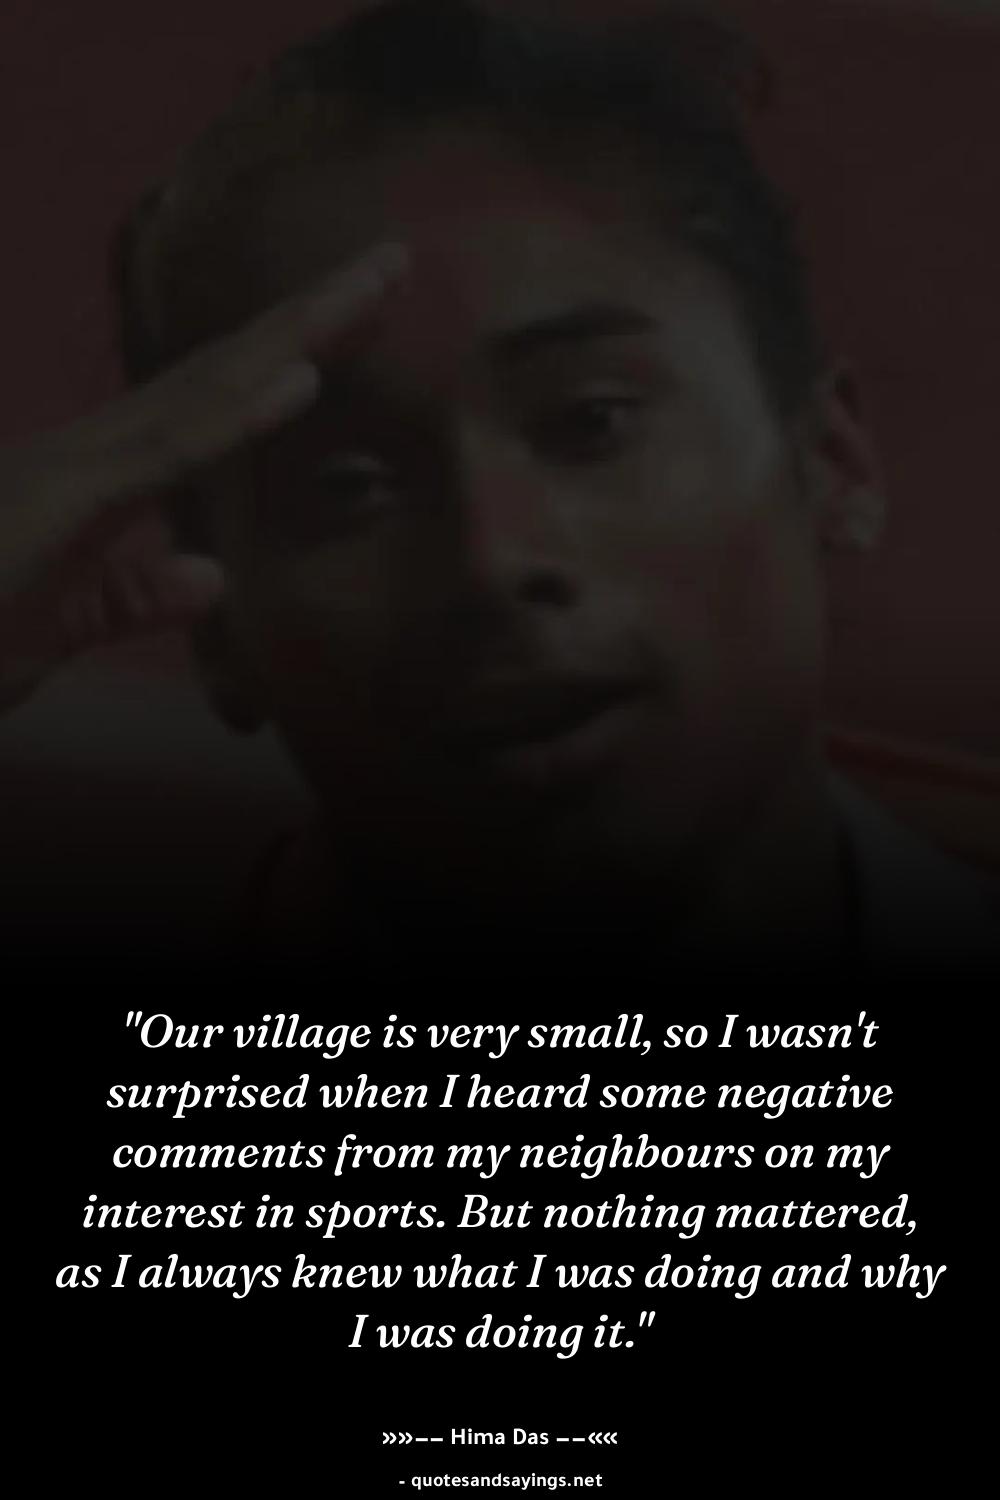 "Our village is very small, so I wasn't
surprised when I heard some negative
comments from my neighbours on my
interest in sports. But nothing mattered,
as I always knew what I was doing and why
I was doing it."
»»−− Hima Das −−««
- quotesandsayings.net